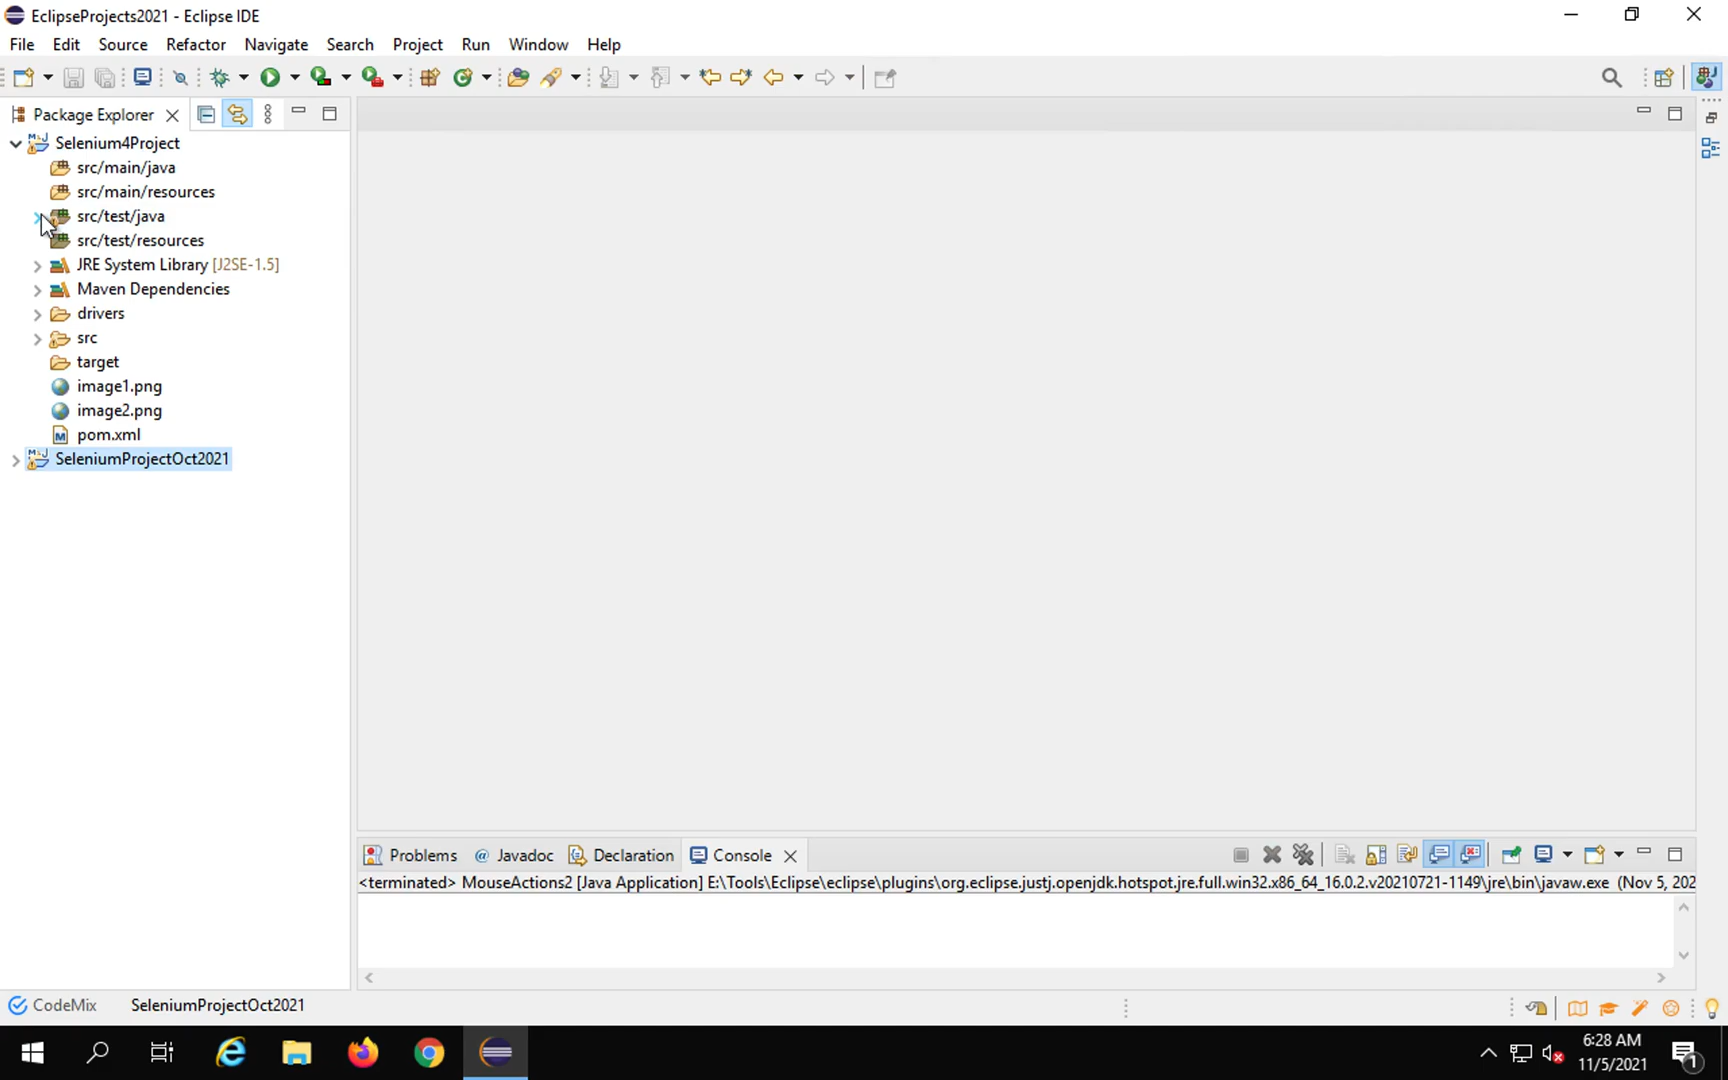 EclipseProjects2021 - Eclipse IDE
File Edit Source Refactor Navigate Search Project Run Window Help
Package Explorer
Selenium4Project
src/main/java
src/main/resources
src/test/java
src/test/resources
JRE System Library [J2SE-1.5]
Maven Dependencies
drivers
src
target
image1.png
image2.png
pom.xml
SeleniumProjectOct2021
Problems @ Javadoc Declaration Console
<terminated> MouseActions2 [Java Application] E:\Tools\Eclipse\eclipse\plugins\org.eclipse.justj.openjdk.hotspot.jre.full.win32.x86_64_16.0.2.v20210721-1149\jre\bin\javaw.exe (Nov 5, 202
CodeMix SeleniumProjectOct2021
6:28 AM
11/5/2021
1